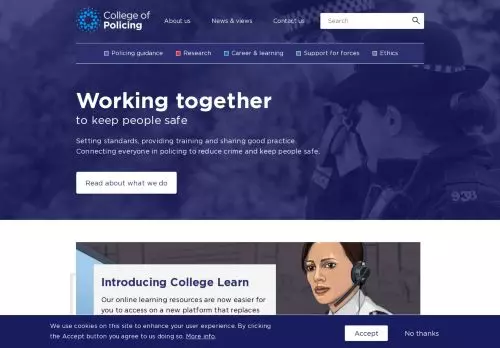 College of
Policing
About us
News & views
Contact us
Search
Policing guidance
Research
Career & learning
Support for forces
Ethics
Working together
to keep people safe
Setting standards, providing training and sharing good practice.
Connecting everyone in policing to reduce crime and keep people safe.
Read about what we do
938
Introducing College Learn
Our online learning resources are now easier for
you to access on a new platform that replaces
We use cookies on this site to enhance your user experience. By clicking
the Accept button you agree to us doing so. More info.
Accept
No thanks